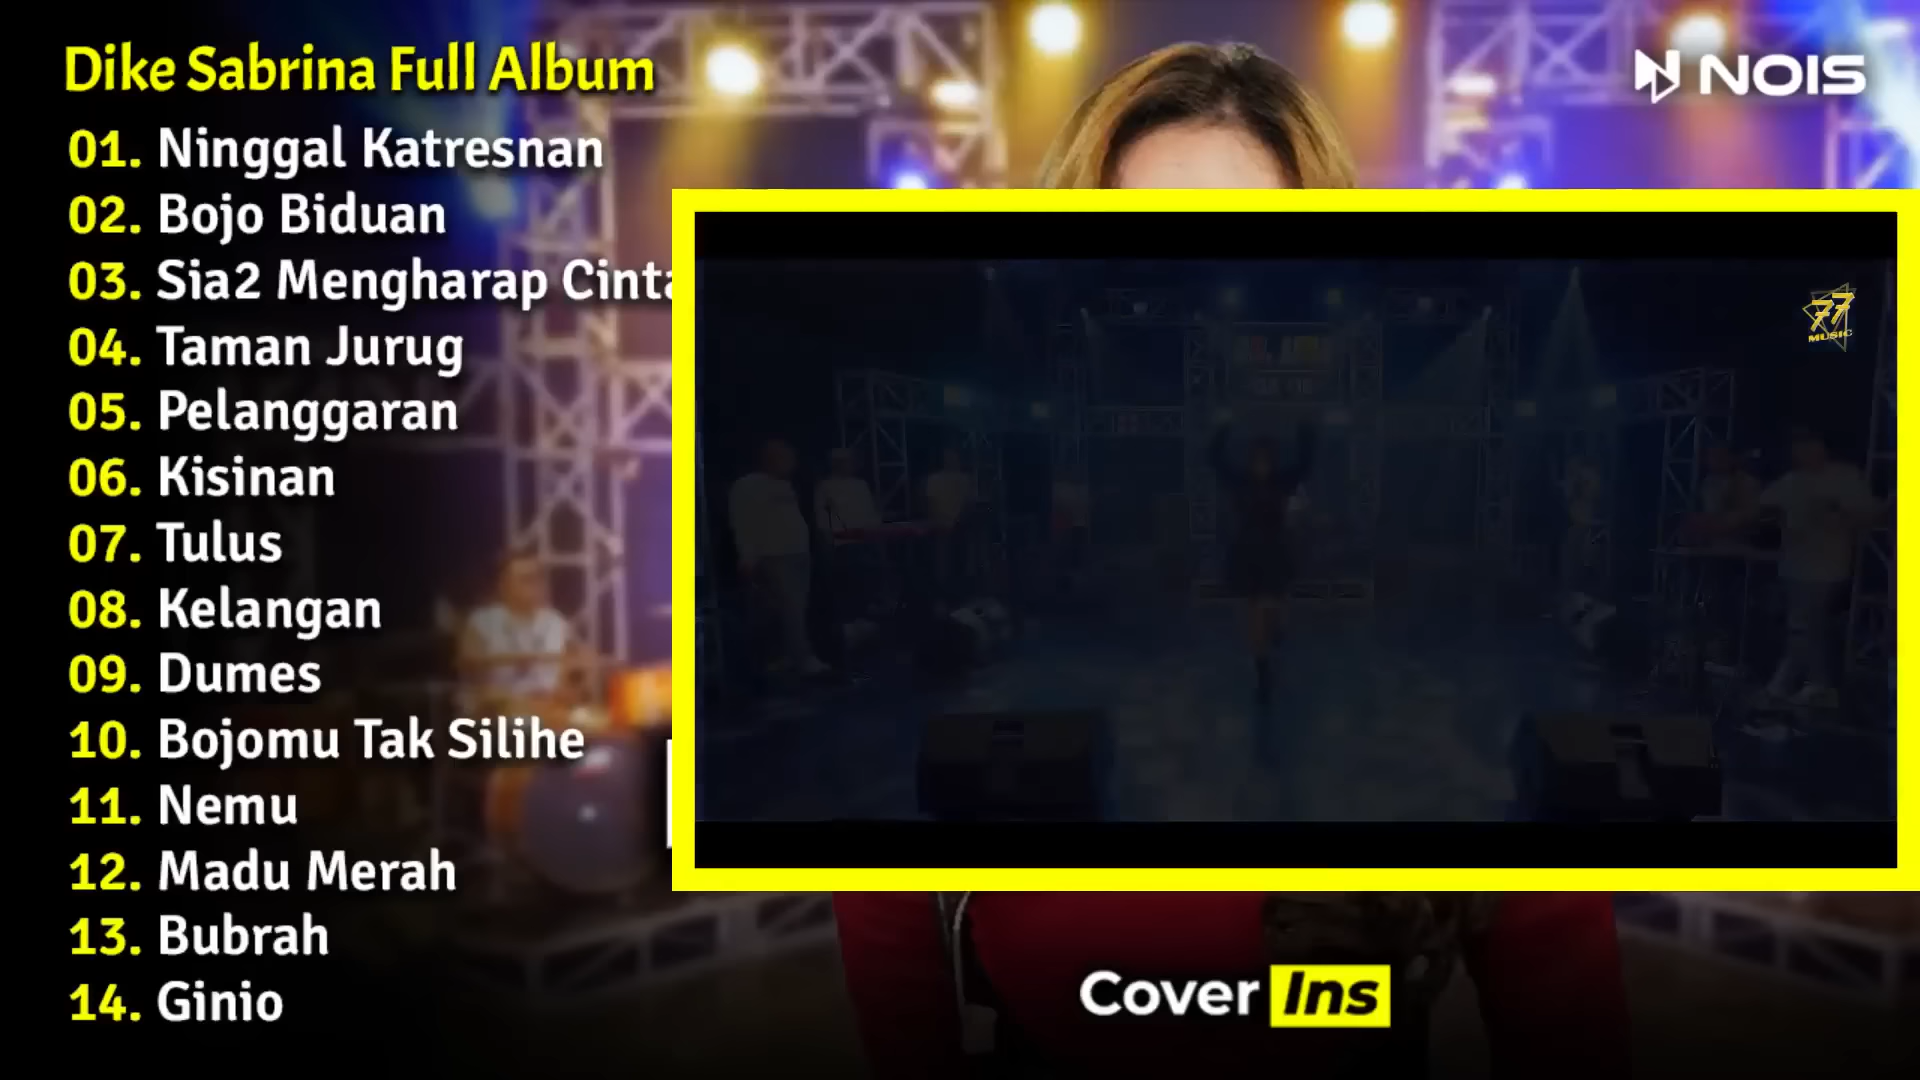 Dike Sabrina Full Album
NOIS
01. Ninggal Katresnan
02. Bojo Biduan
03. Sia2 Mengharap Cinta
77
MUSIC
04. Taman Jurug
05. Pelanggaran
06. Kisinan
07. Tulus
08. Kelangan
09. Dumes
10. Bojomu Tak Silihe
11. Nemu
12. Madu Merah
13. Bubrah
14. Ginio
Cover Ins